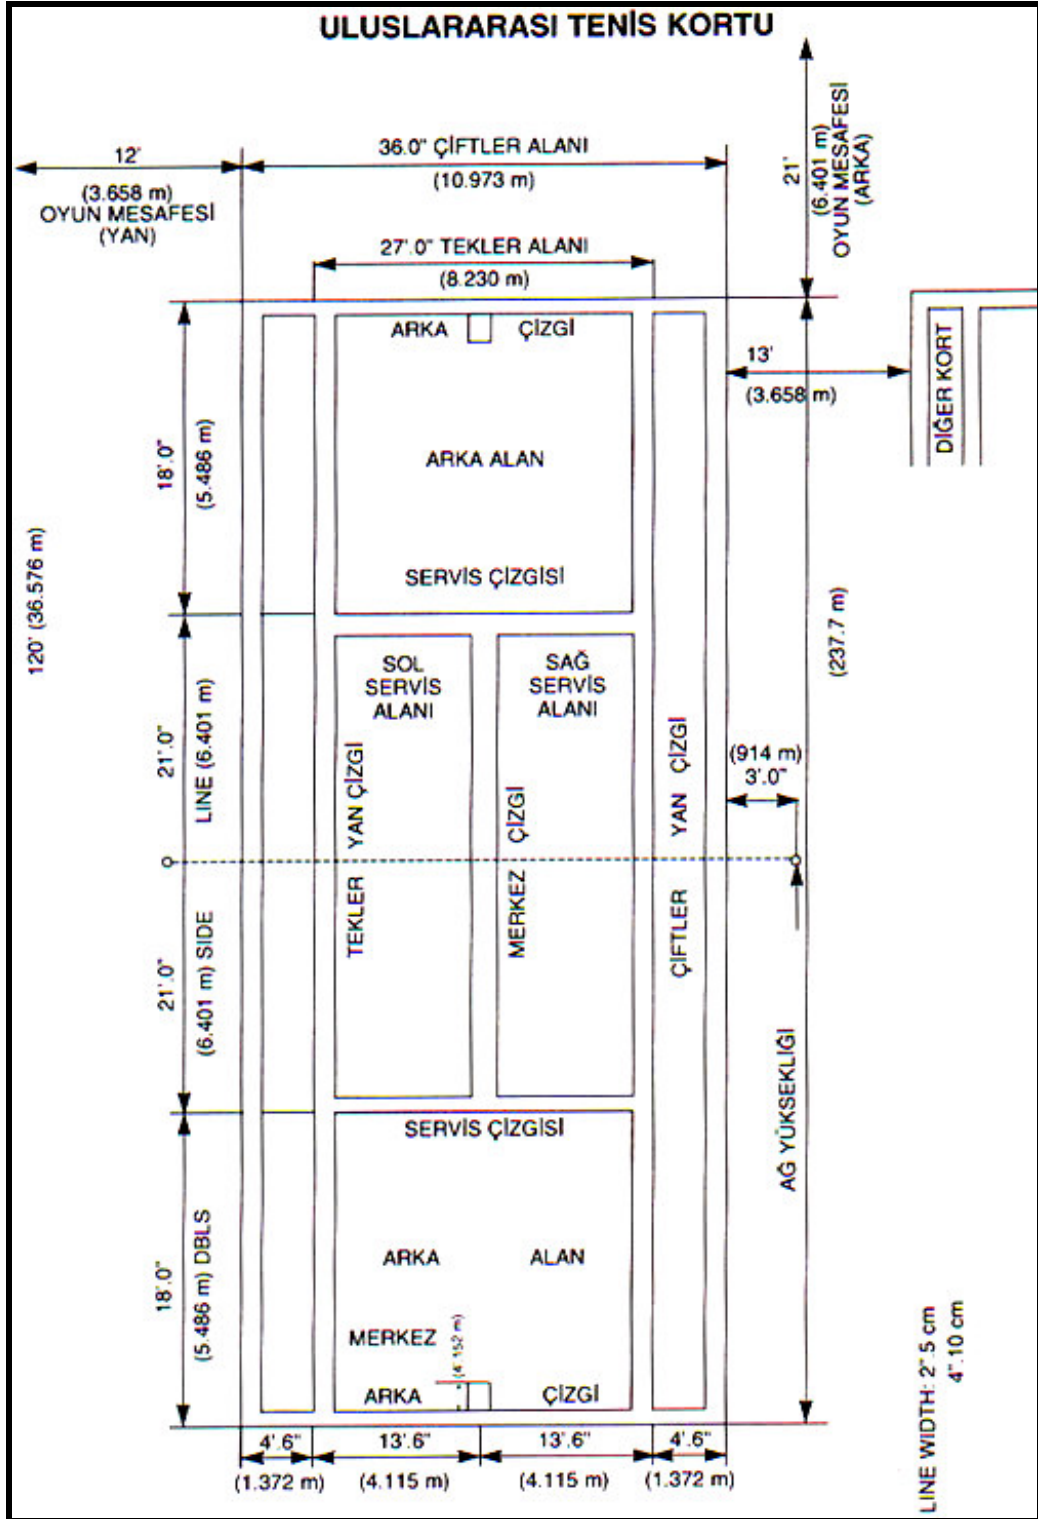 ULUSLARARASI TENİS KORTU
12'
(3.658 m)
OYUN MESAFESİ
(YAN)
36.0" ÇİFTLER ALANI
(10.973 m)
21'
(6.401 m)
OYUN MESAFESİ
(ARKA)
27'.0" TEKLER ALANI
(8.230 m)
ARKA ÇİZGİ
13'
(3.658 m)
DIĞER KORT
18'.0"
(5.486 m)
ARKA ALAN
SERVİS ÇİZGİSİ
120' (36.576 m)
(237.7 m)
SOL
SERVİS
ALANI
SAĞ
SERVİS
ALANI
21'.0"
LINE (6.401 m)
TEKLER YAN ÇİZGİ
MERKEZ ÇİZGİ
ÇİFTLER YAN ÇİZGİ
(914 m)
3'.0"
21'.0"
(6.401 m) SIDE
AĞ YÜKSEKLİĞİ
SERVİS ÇİZGİSİ
18'.0"
(5.486 m) DBLS
ARKA ALAN
MERKEZ
(4".152 m)
ARKA ÇİZGİ
4'.6"
13'.6"
13'.6"
4'.6"
(1.372 m)
(4.115 m)
(4.115 m)
(1.372 m)
LINE WIDTH: 2".5 cm
4".10 cm